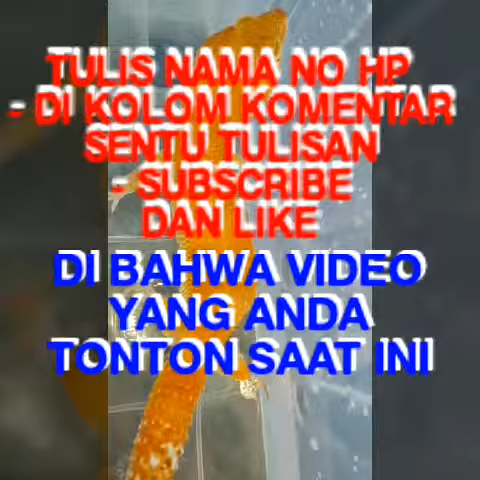 TULIS NAMA NO HP
- DI KOLOM KOMENTAR
SENTU TULISAN
- SUBSCRIBE
DAN LIKE
DI BAHWA VIDEO
YANG ANDA
TONTON SAAT INI